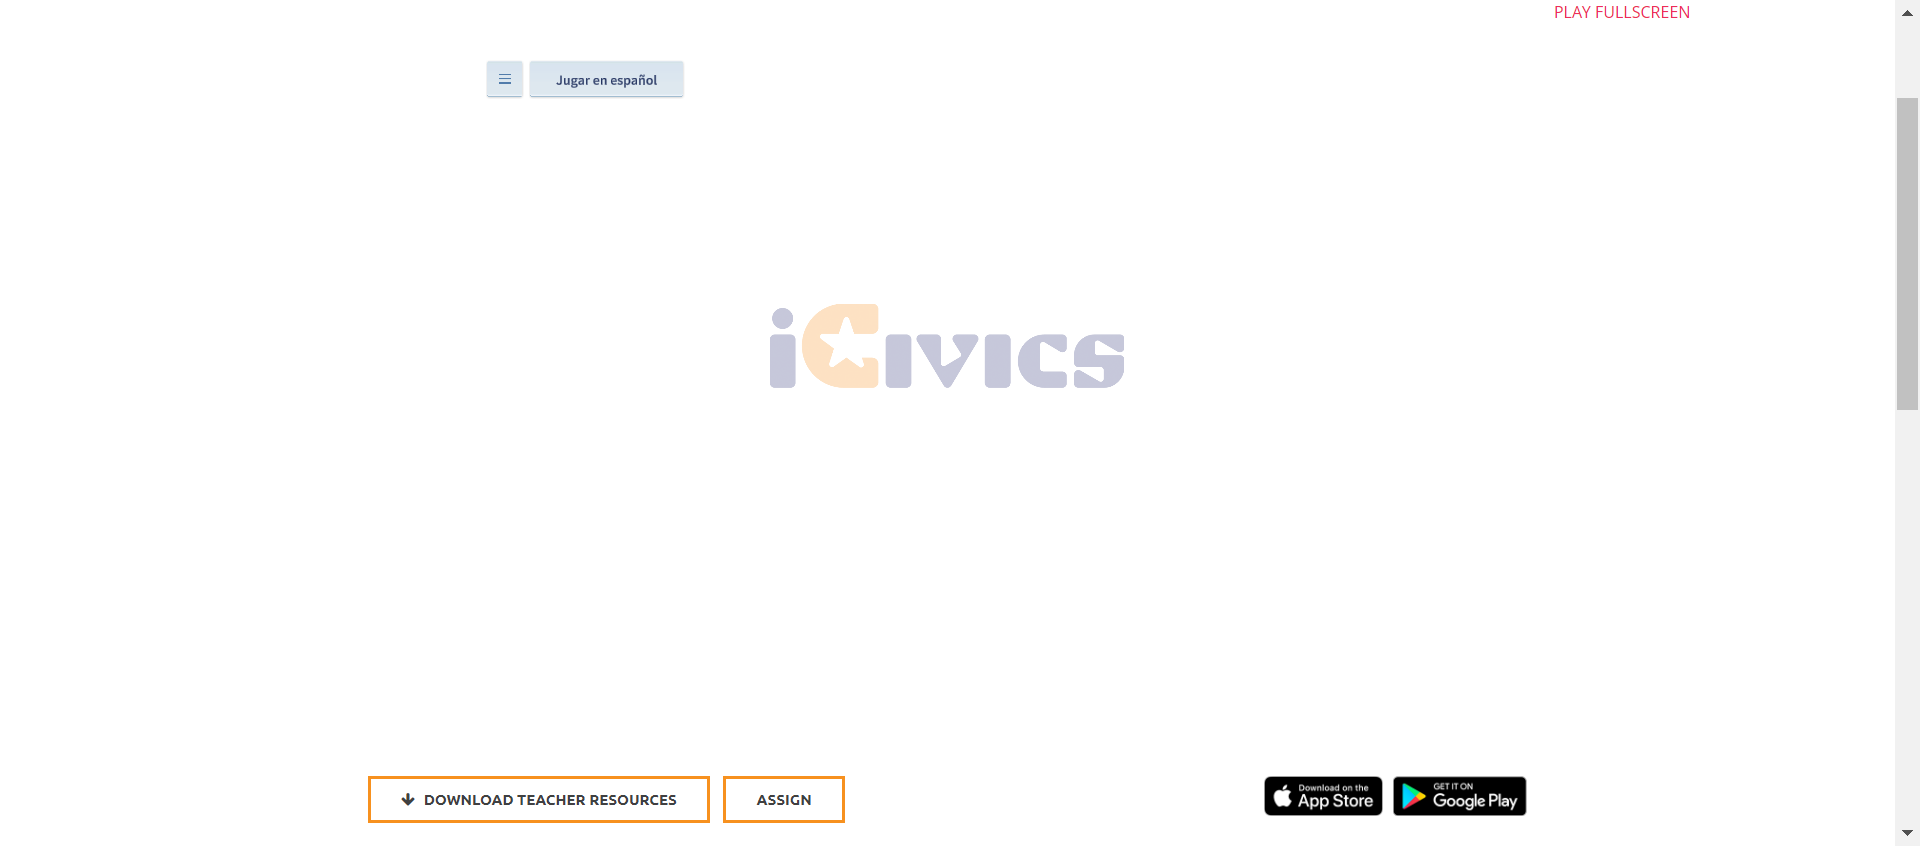 PLAY FULLSCREEN
Jugar en español
iCivics
DOWNLOAD TEACHER RESOURCES
ASSIGN
Download on the
App Store
GET IT ON
Google Play